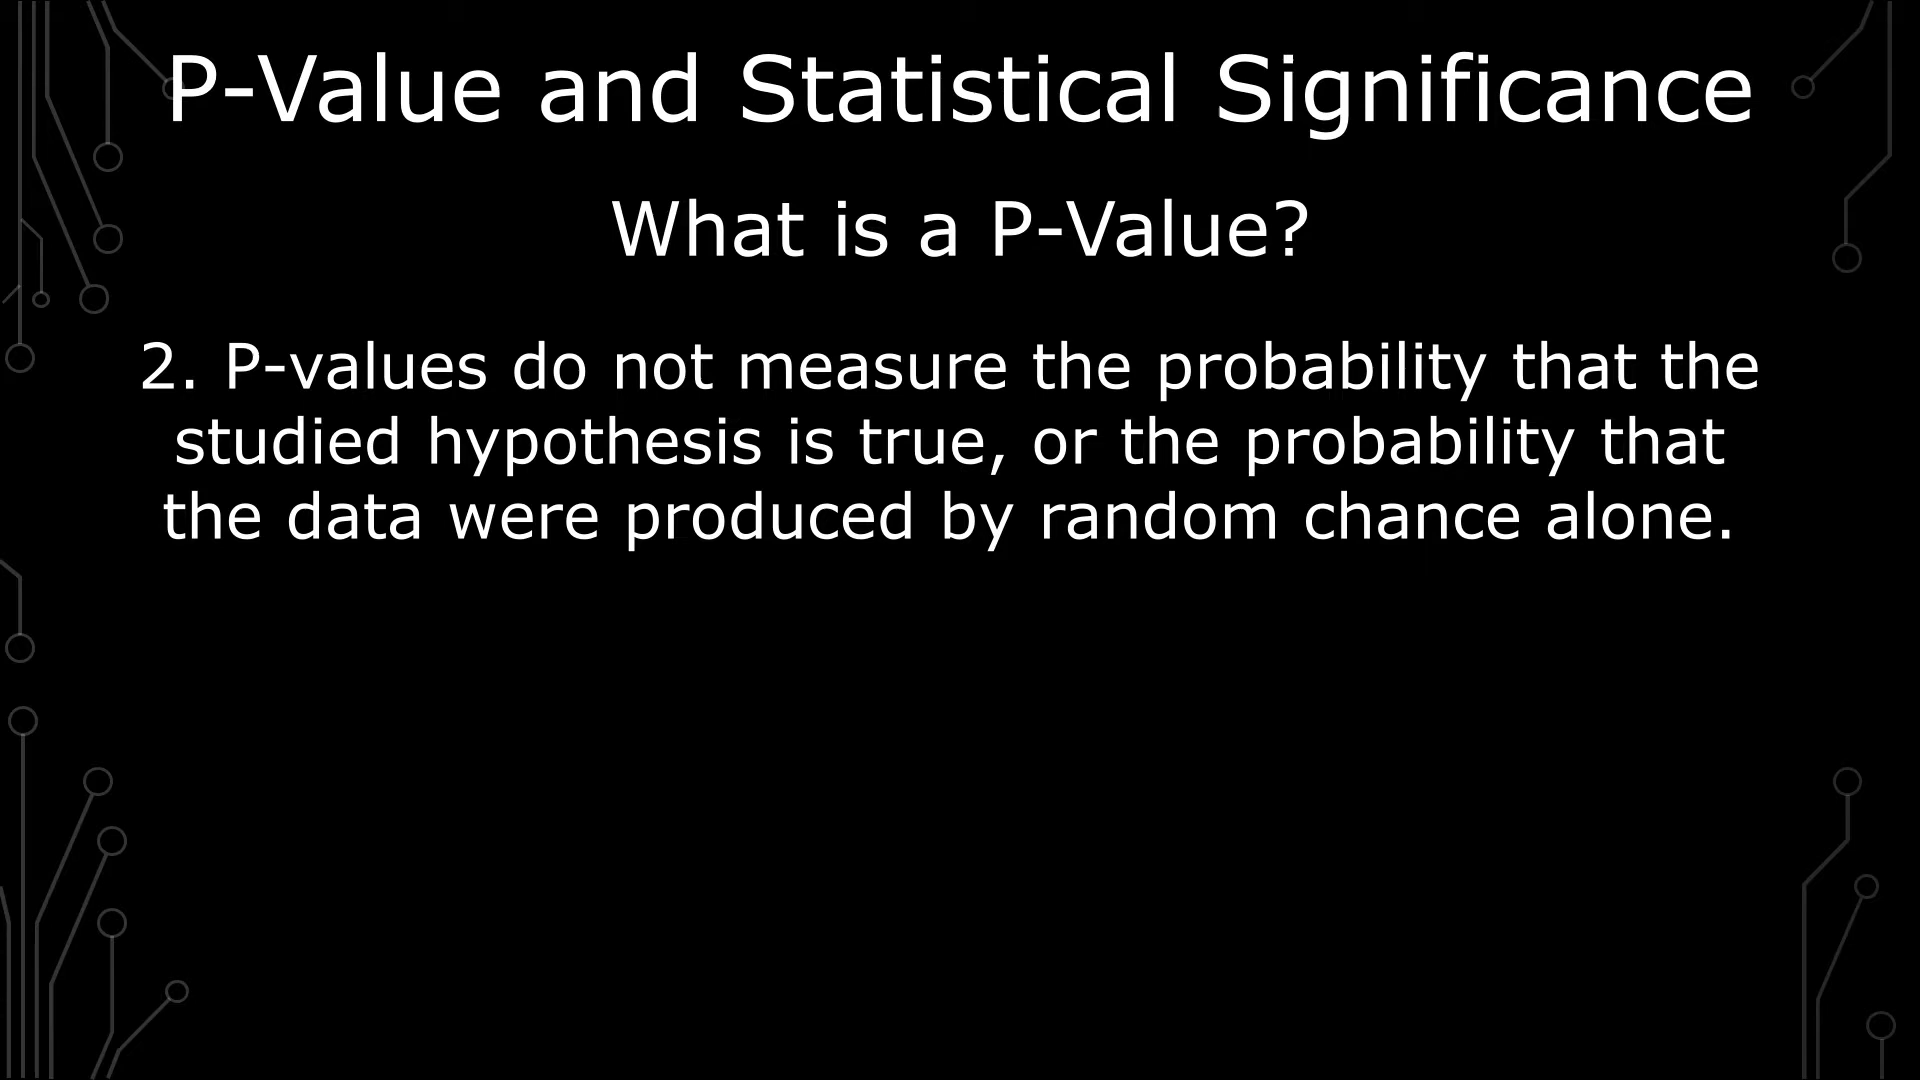 P-Value and Statistical Significance
What is a P-Value?
2. P-values do not measure the probability that the
studied hypothesis is true, or the probability that
the data were produced by random chance alone.